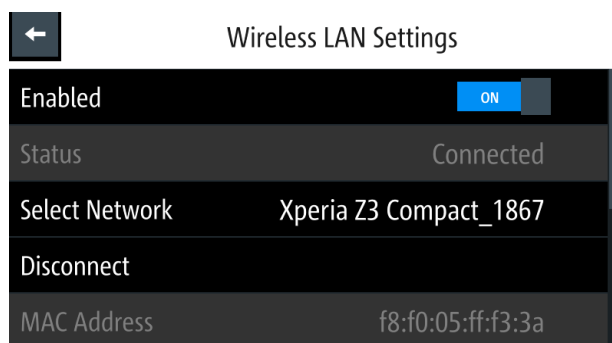 Wireless LAN Settings
Enabled ON
Status Connected
Select Network Xperia Z3 Compact_1867
Disconnect
MAC Address f8:f0:05:ff:f3:3a